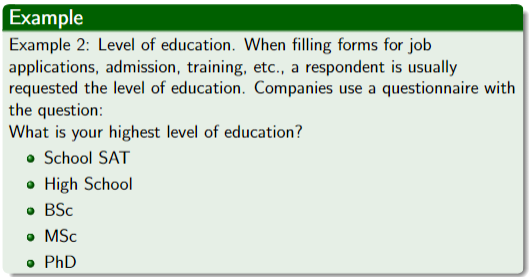 Example
Example 2: Level of education. When filling forms for job
applications, admission, training, etc., a respondent is usually
requested the level of education. Companies use a questionnaire with
the question:
What is your highest level of education?
School SAT
High School
BSc
MSc
PhD